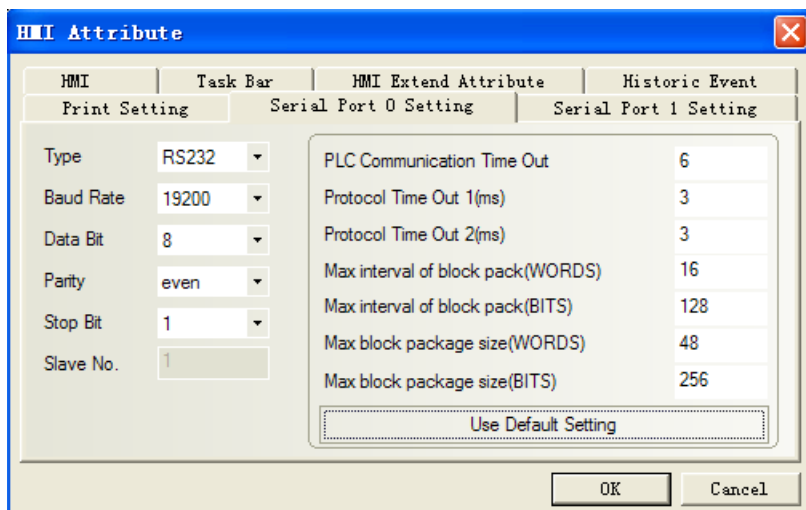 HMI Attribute
HMI
Task Bar
HMI Extend Attribute
Historic Event
Print Setting
Serial Port 0 Setting
Serial Port 1 Setting
Type RS232
Baud Rate 19200
Data Bit 8
Parity even
Stop Bit 1
Slave No. 1
PLC Communication Time Out 6
Protocol Time Out 1(ms) 3
Protocol Time Out 2(ms) 3
Max interval of block pack(WORDS) 16
Max interval of block pack(BITS) 128
Max block package size(WORDS) 48
Max block package size(BITS) 256
Use Default Setting
OK
Cancel